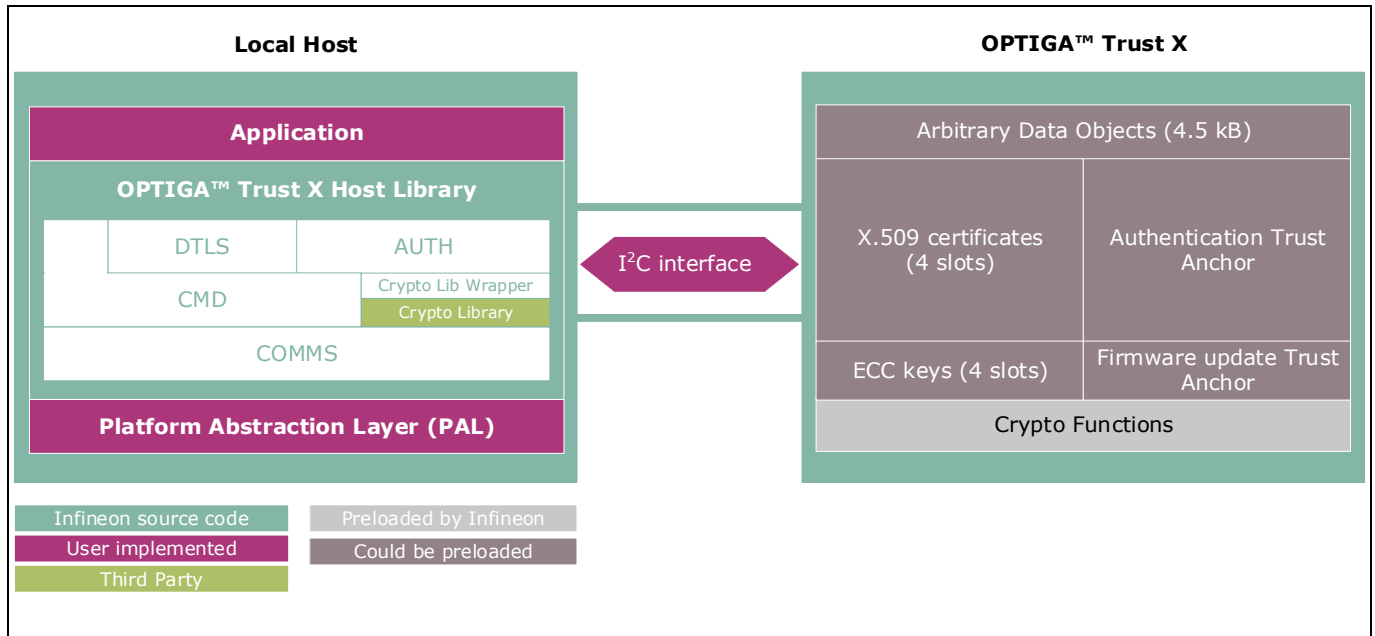 Local Host
OPTIGA™ Trust X
Application
OPTIGA™ Trust X Host Library
DTLS
AUTH
CMD
Crypto Lib Wrapper
Crypto Library
COMMS
Platform Abstraction Layer (PAL)
I²C interface
Arbitrary Data Objects (4.5 kB)
X.509 certificates
(4 slots)
Authentication Trust
Anchor
ECC keys (4 slots)
Firmware update Trust
Anchor
Crypto Functions
Infineon source code
User implemented
Third Party
Preloaded by Infineon
Could be preloaded